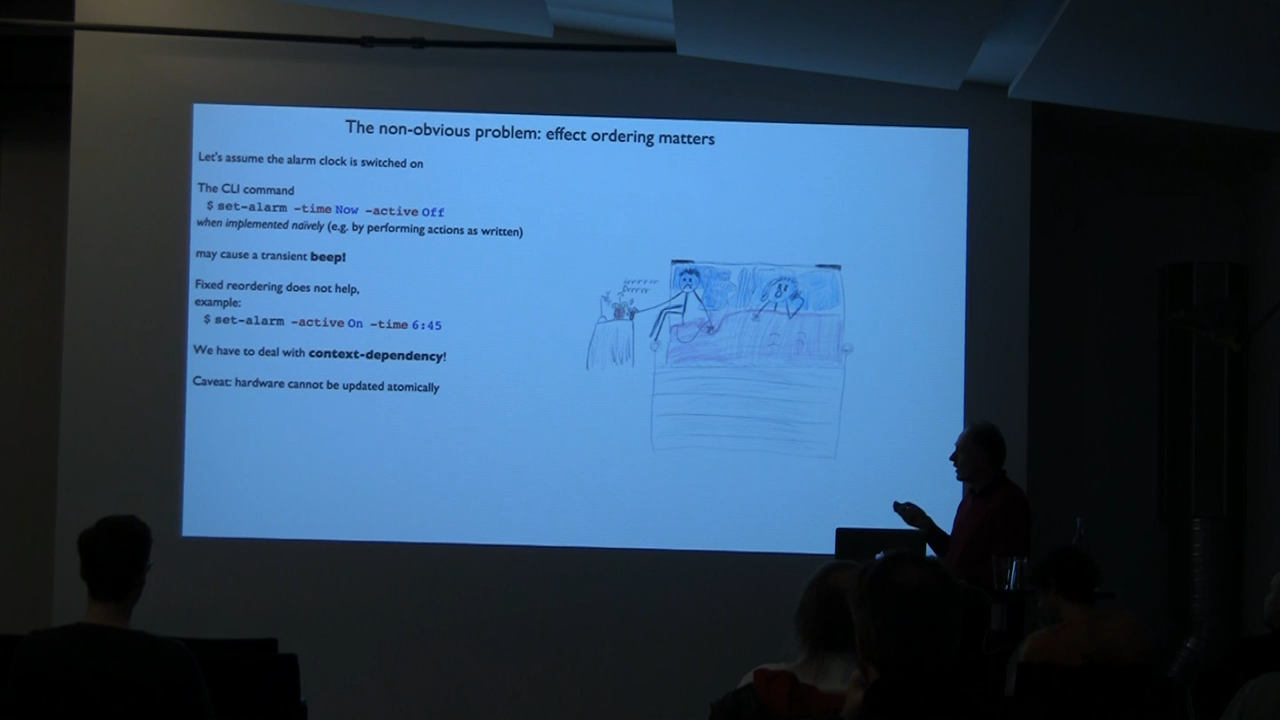 The non-obvious problem: effect ordering matters
Let's assume the alarm clock is switched on
The CLI command
$ set-alarm -time Now -active Off
when implemented naïvely (e.g. by performing actions as written)
may cause a transient beep!
Fixed reordering does not help,
example:
$ set-alarm -active On -time 6:45
We have to deal with context-dependency!
Caveat: hardware cannot be updated atomically